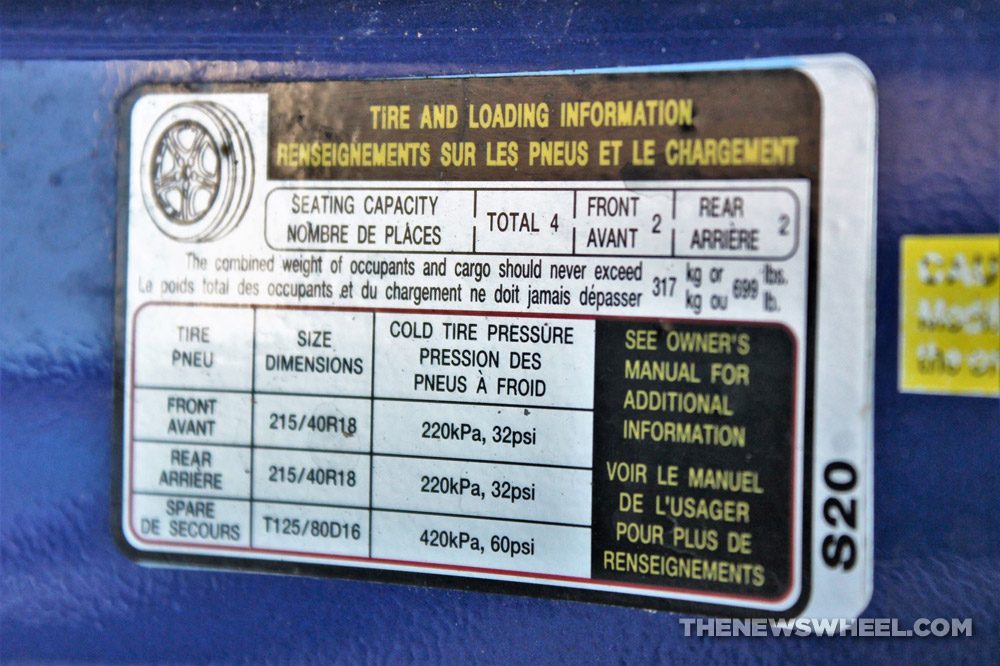 TIRE AND LOADING INFORMATION
RENSEIGNEMENTS SUR LES PNEUS ET LE CHARGEMENT
SEATING CAPACITY
NOMBRE DE PLACES
TOTAL 4
FRONT
AVANT
2
REAR
ARRIÈRE
2
The combined weight of occupants and cargo should never exceed 317 kg or 699 lbs.
Le poids total des occupants et du chargement ne doit jamais dépasser kg ou lb.
TIRE
PNEU
SIZE
DIMENSIONS
COLD TIRE PRESSURE
PRESSION DES
PNEUS À FROID
FRONT
AVANT
215/40R18
220kPa, 32psi
REAR
ARRIÈRE
215/40R18
220kPa, 32psi
SPARE
DE SECOURS
T125/80D16
420kPa, 60psi
SEE OWNER'S
MANUAL FOR
ADDITIONAL
INFORMATION
VOIR LE MANUEL
DE L'USAGER
POUR PLUS DE
RENSEIGNEMENTS
S20
CAU
Modi
the o
THENEWSWHEEL.COM